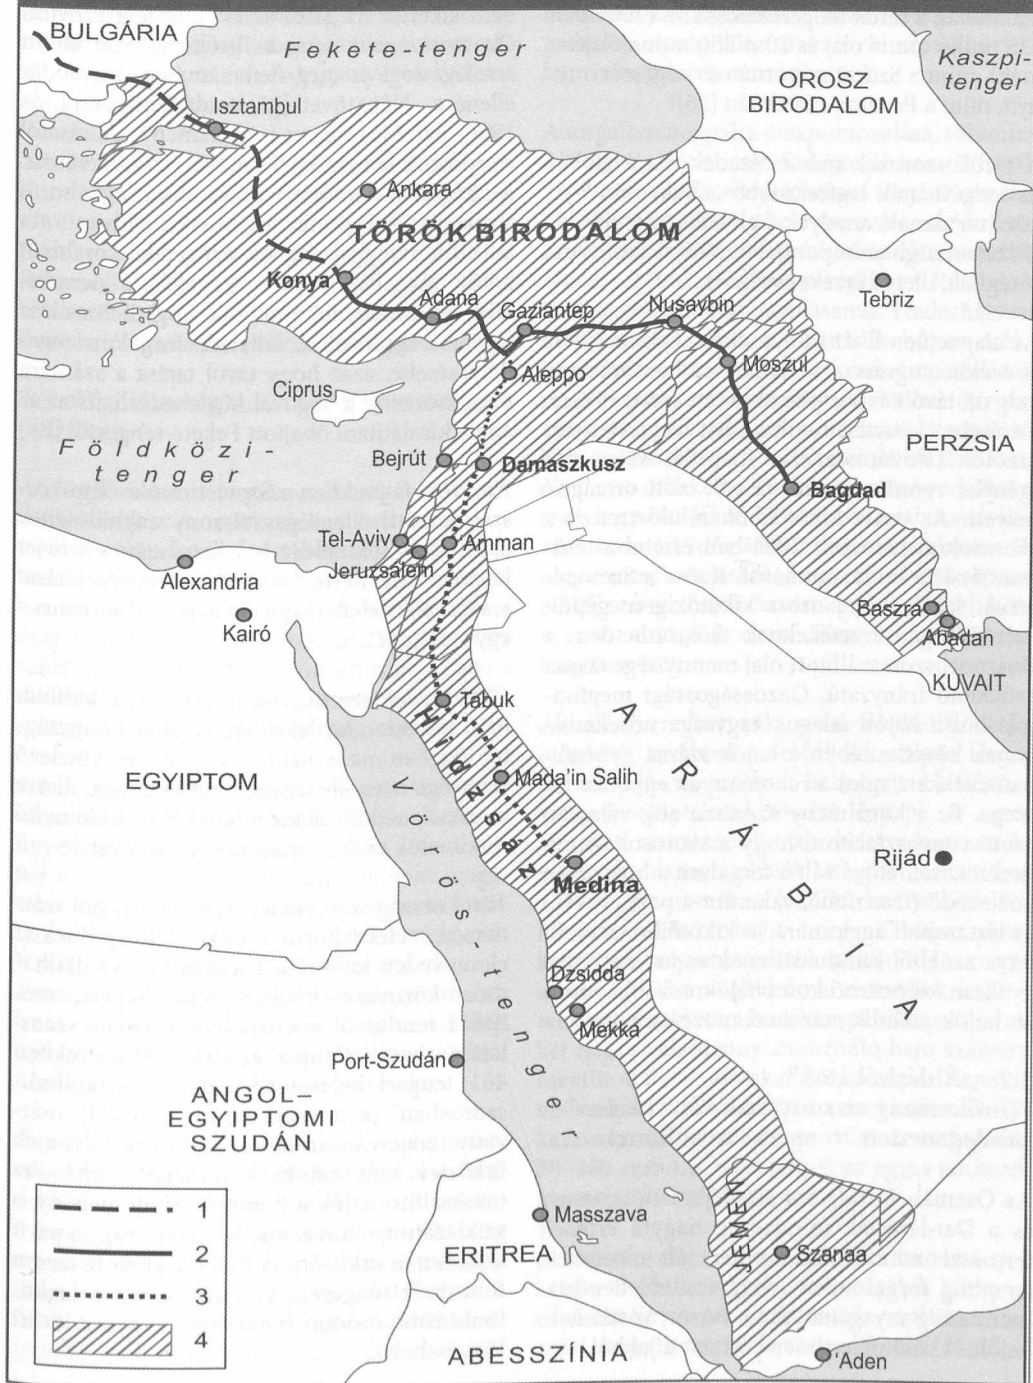 BULGÁRIA
Fekete-tenger
OROSZ
BIRODALOM
Kaszpi-
tenger
Isztambul
Ankara
TÖRÖK BIRODALOM
Konya
Adana
Gaziantep
Nusaybin
Tebriz
Moszul
Aleppo
Ciprus
Földközi-
tenger
Bejrút
Damaszkusz
PERZSIA
Bagdad
Tel-Aviv
Amman
Jeruzsálem
Alexandria
Kairó
Baszra
Abadan
KUVAIT
Tabuk
Hidzsaz
ARÁBIA
EGYIPTOM
Mada'in Salih
Vörös-tenger
Rijád
Medina
Dzsidda
Mekka
Port-Szudán
ANGOL–
EGYIPTOMI
SZUDÁN
Masszava
ERITREA
JEMEN
Szanaa
ABESSZÍNIA
'Aden
1
2
3
4